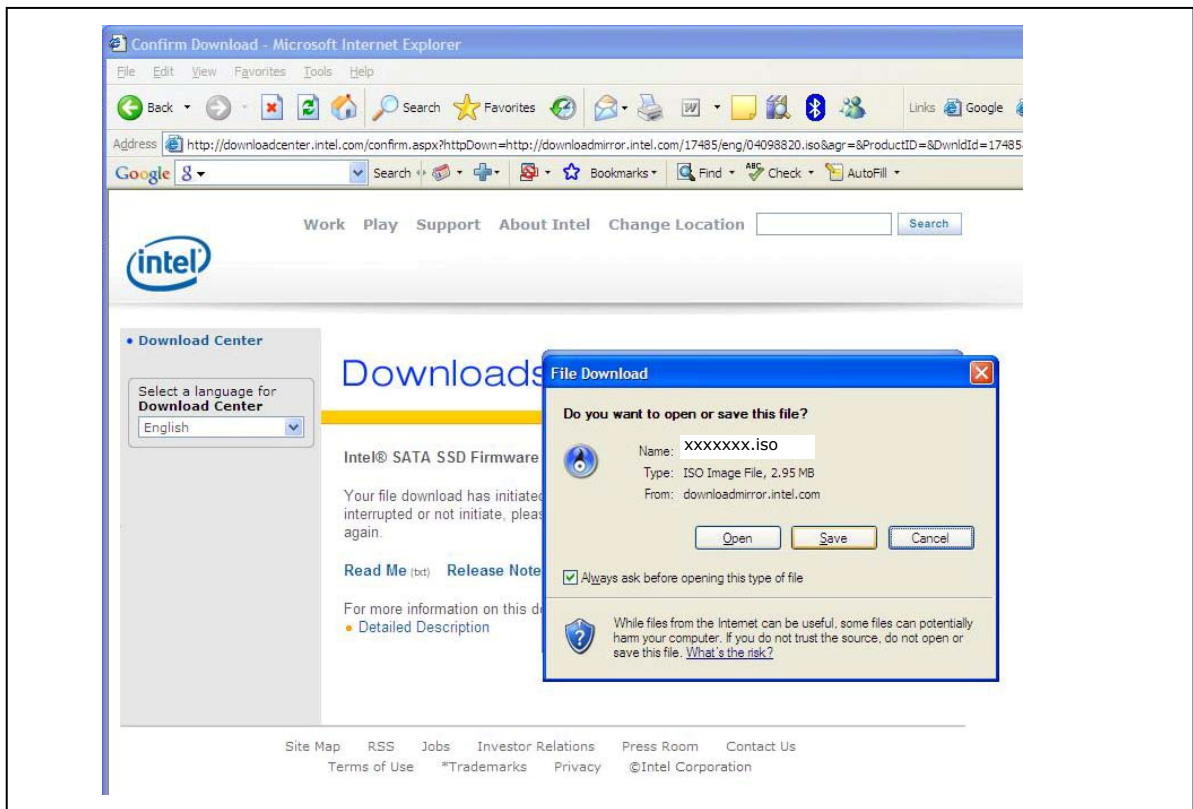 Confirm Download - Microsoft Internet Explorer
File Edit View Favorites Tools Help
Back Search Favorites Links Google
Address http://downloadcenter.intel.com/confirm.aspx?httpDown=http://downloadmirror.intel.com/17485/eng/04098820.iso&agr=&ProductID=&DwnldId=17485
Google Search Bookmarks Find Check AutoFill
Work Play Support About Intel Change Location Search
intel
Download Center
Select a language for
Download Center
English
Downloads
Intel® SATA SSD Firmware
Your file download has initiated
interrupted or not initiate, pleas
again.
Read Me (txt) Release Note
For more information on this d
Detailed Description
File Download
Do you want to open or save this file?
Name: xxxxxxx.iso
Type: ISO Image File, 2.95 MB
From: downloadmirror.intel.com
Open Save Cancel
Always ask before opening this type of file
While files from the Internet can be useful, some files can potentially
harm your computer. If you do not trust the source, do not open or
save this file. What's the risk?
Site Map RSS Jobs Investor Relations Press Room Contact Us
Terms of Use *Trademarks Privacy ©Intel Corporation